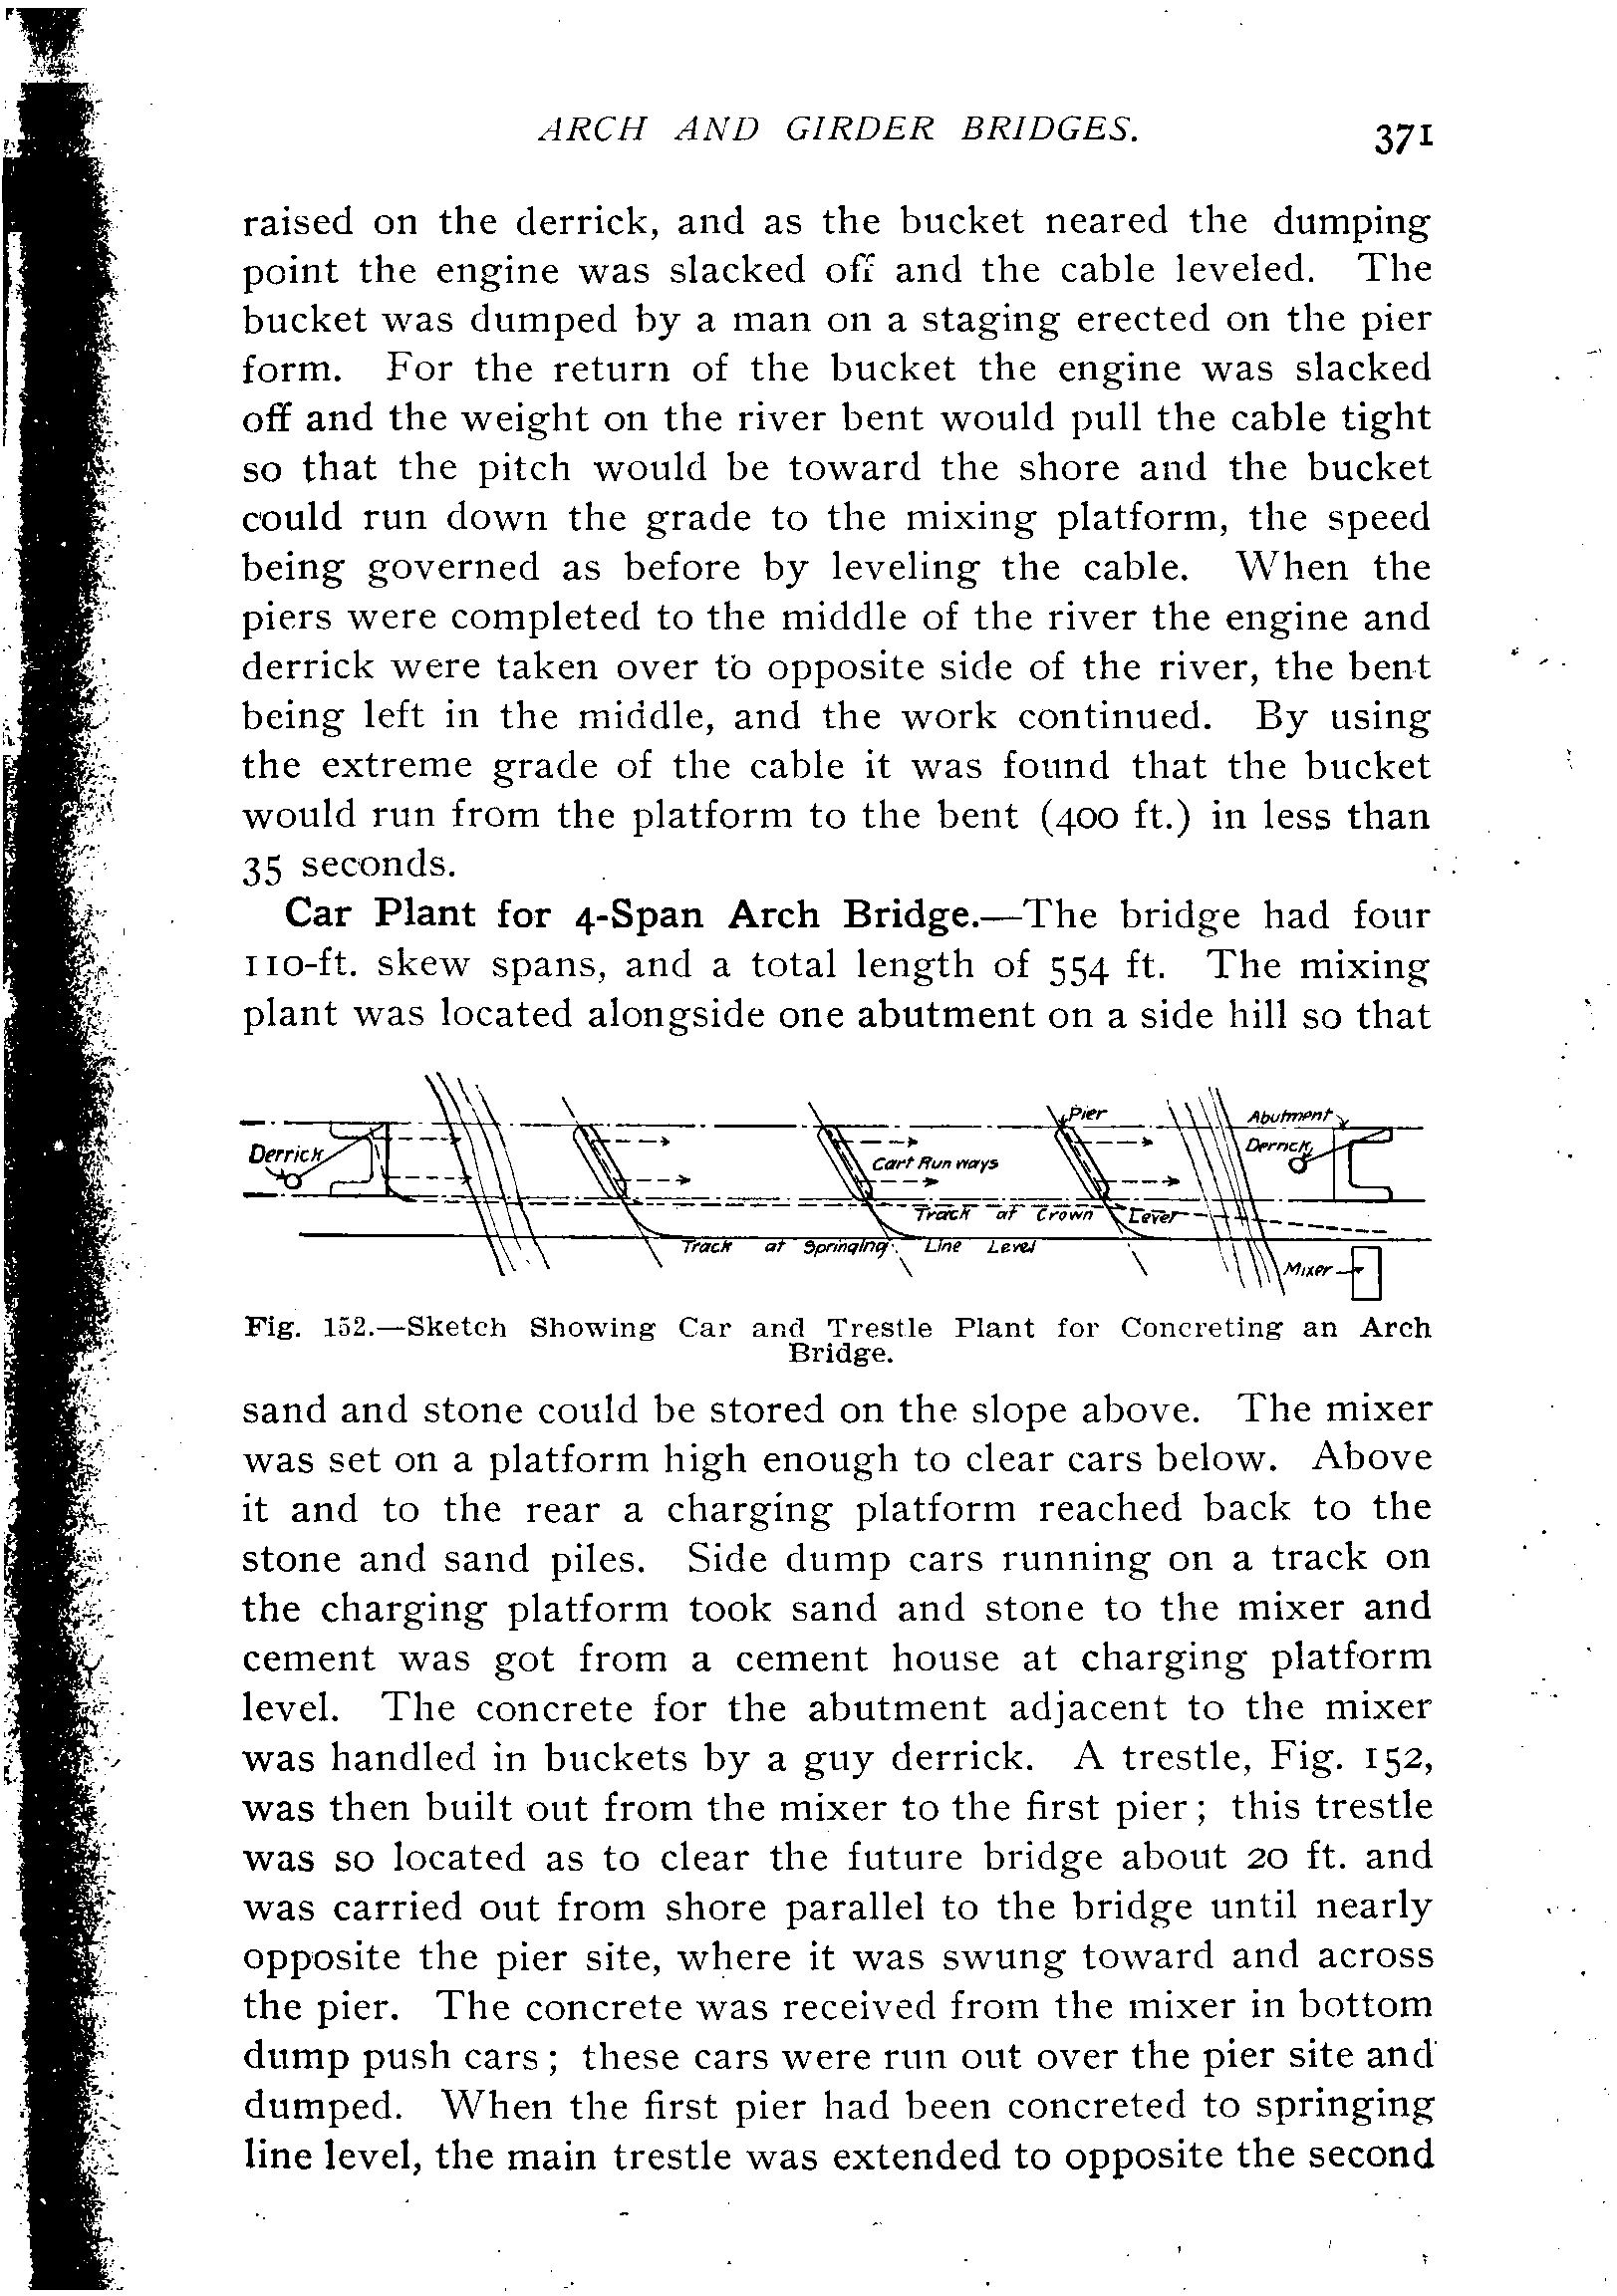 ARCH AND GIRDER BRIDGES. 371
raised on the derrick, and as the bucket neared the dumping
point the engine was slacked off and the cable leveled. The
bucket was dumped by a man on a staging erected on the pier
form. For the return of the bucket the engine was slacked
off and the weight on the river bent would pull the cable tight
so that the pitch would be toward the shore and the bucket
could run down the grade to the mixing platform, the speed
being governed as before by leveling the cable. When the
piers were completed to the middle of the river the engine and
derrick were taken over to opposite side of the river, the bent
being left in the middle, and the work continued. By using
the extreme grade of the cable it was found that the bucket
would run from the platform to the bent (400 ft.) in less than
35 seconds.
Car Plant for 4-Span Arch Bridge.—The bridge had four
110-ft. skew spans, and a total length of 554 ft. The mixing
plant was located alongside one abutment on a side hill so that
Pier
Abutment
Derrick
Derrick
Cart Run ways
Track at Crown Level
Track at Springing Line Level
Mixer
Fig. 152.—Sketch Showing Car and Trestle Plant for Concreting an Arch
Bridge.
sand and stone could be stored on the slope above. The mixer
was set on a platform high enough to clear cars below. Above
it and to the rear a charging platform reached back to the
stone and sand piles. Side dump cars running on a track on
the charging platform took sand and stone to the mixer and
cement was got from a cement house at charging platform
level. The concrete for the abutment adjacent to the mixer
was handled in buckets by a guy derrick. A trestle, Fig. 152,
was then built out from the mixer to the first pier; this trestle
was so located as to clear the future bridge about 20 ft. and
was carried out from shore parallel to the bridge until nearly
opposite the pier site, where it was swung toward and across
the pier. The concrete was received from the mixer in bottom
dump push cars; these cars were run out over the pier site and
dumped. When the first pier had been concreted to springing
line level, the main trestle was extended to opposite the second